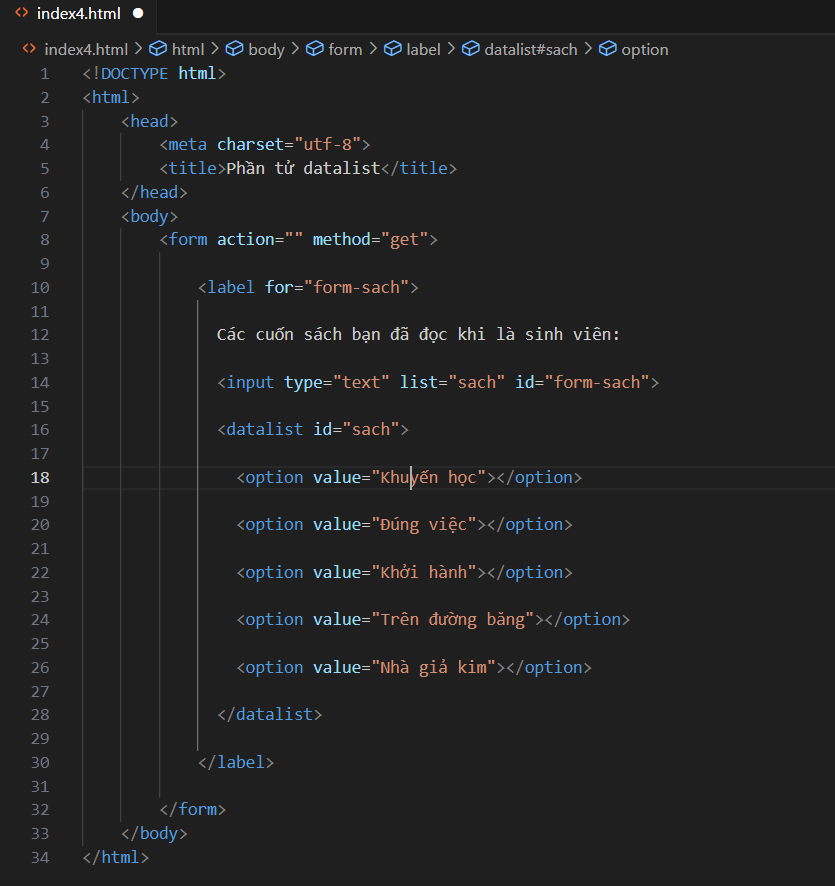 index4.html
index4.html > html > body > form > label > datalist#sach > option
1 <!DOCTYPE html>
2 <html>
3 <head>
4 <meta charset="utf-8">
5 <title>Phần tử datalist</title>
6 </head>
7 <body>
8 <form action="" method="get">
9
10 <label for="form-sach">
11
12 Các cuốn sách bạn đã đọc khi là sinh viên:
13
14 <input type="text" list="sach" id="form-sach">
15
16 <datalist id="sach">
17
18 <option value="Khuyến học"></option>
19
20 <option value="Đúng việc"></option>
21
22 <option value="Khởi hành"></option>
23
24 <option value="Trên đường băng"></option>
25
26 <option value="Nhà giả kim"></option>
27
28 </datalist>
29
30 </label>
31
32 </form>
33 </body>
34 </html>